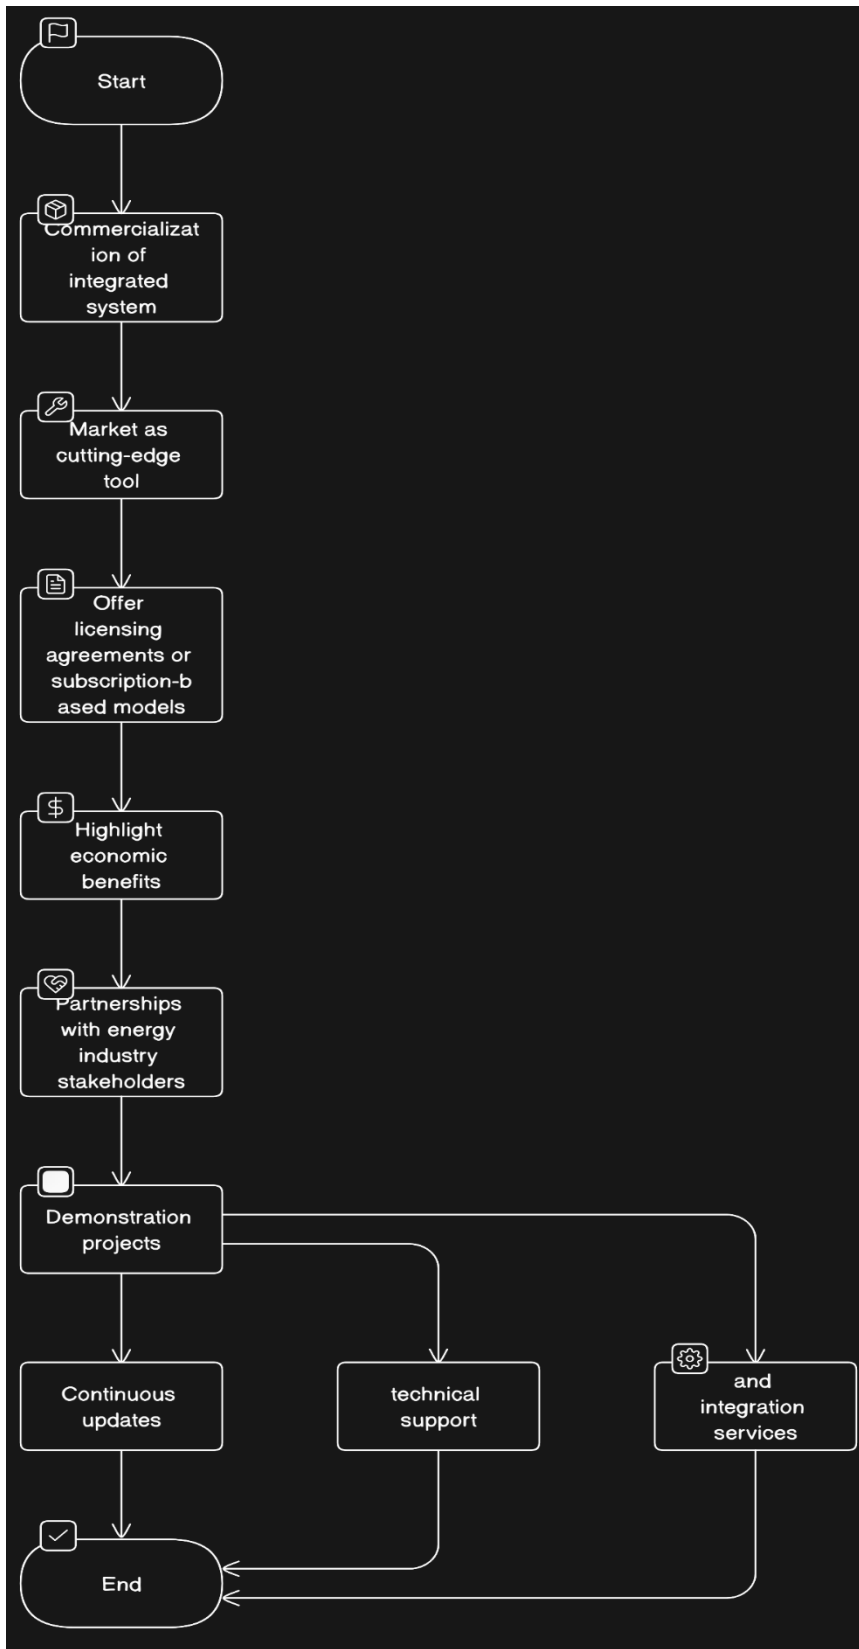 Start
Commercializat
ion of
integrated
system
Market as
cutting-edge
tool
Offer
licensing
agreements or
subscription-b
ased models
$
Highlight
economic
benefits
Partnerships
with energy
industry
stakeholders
Demonstration
projects
Continuous
updates
technical
support
and
integration
services
End